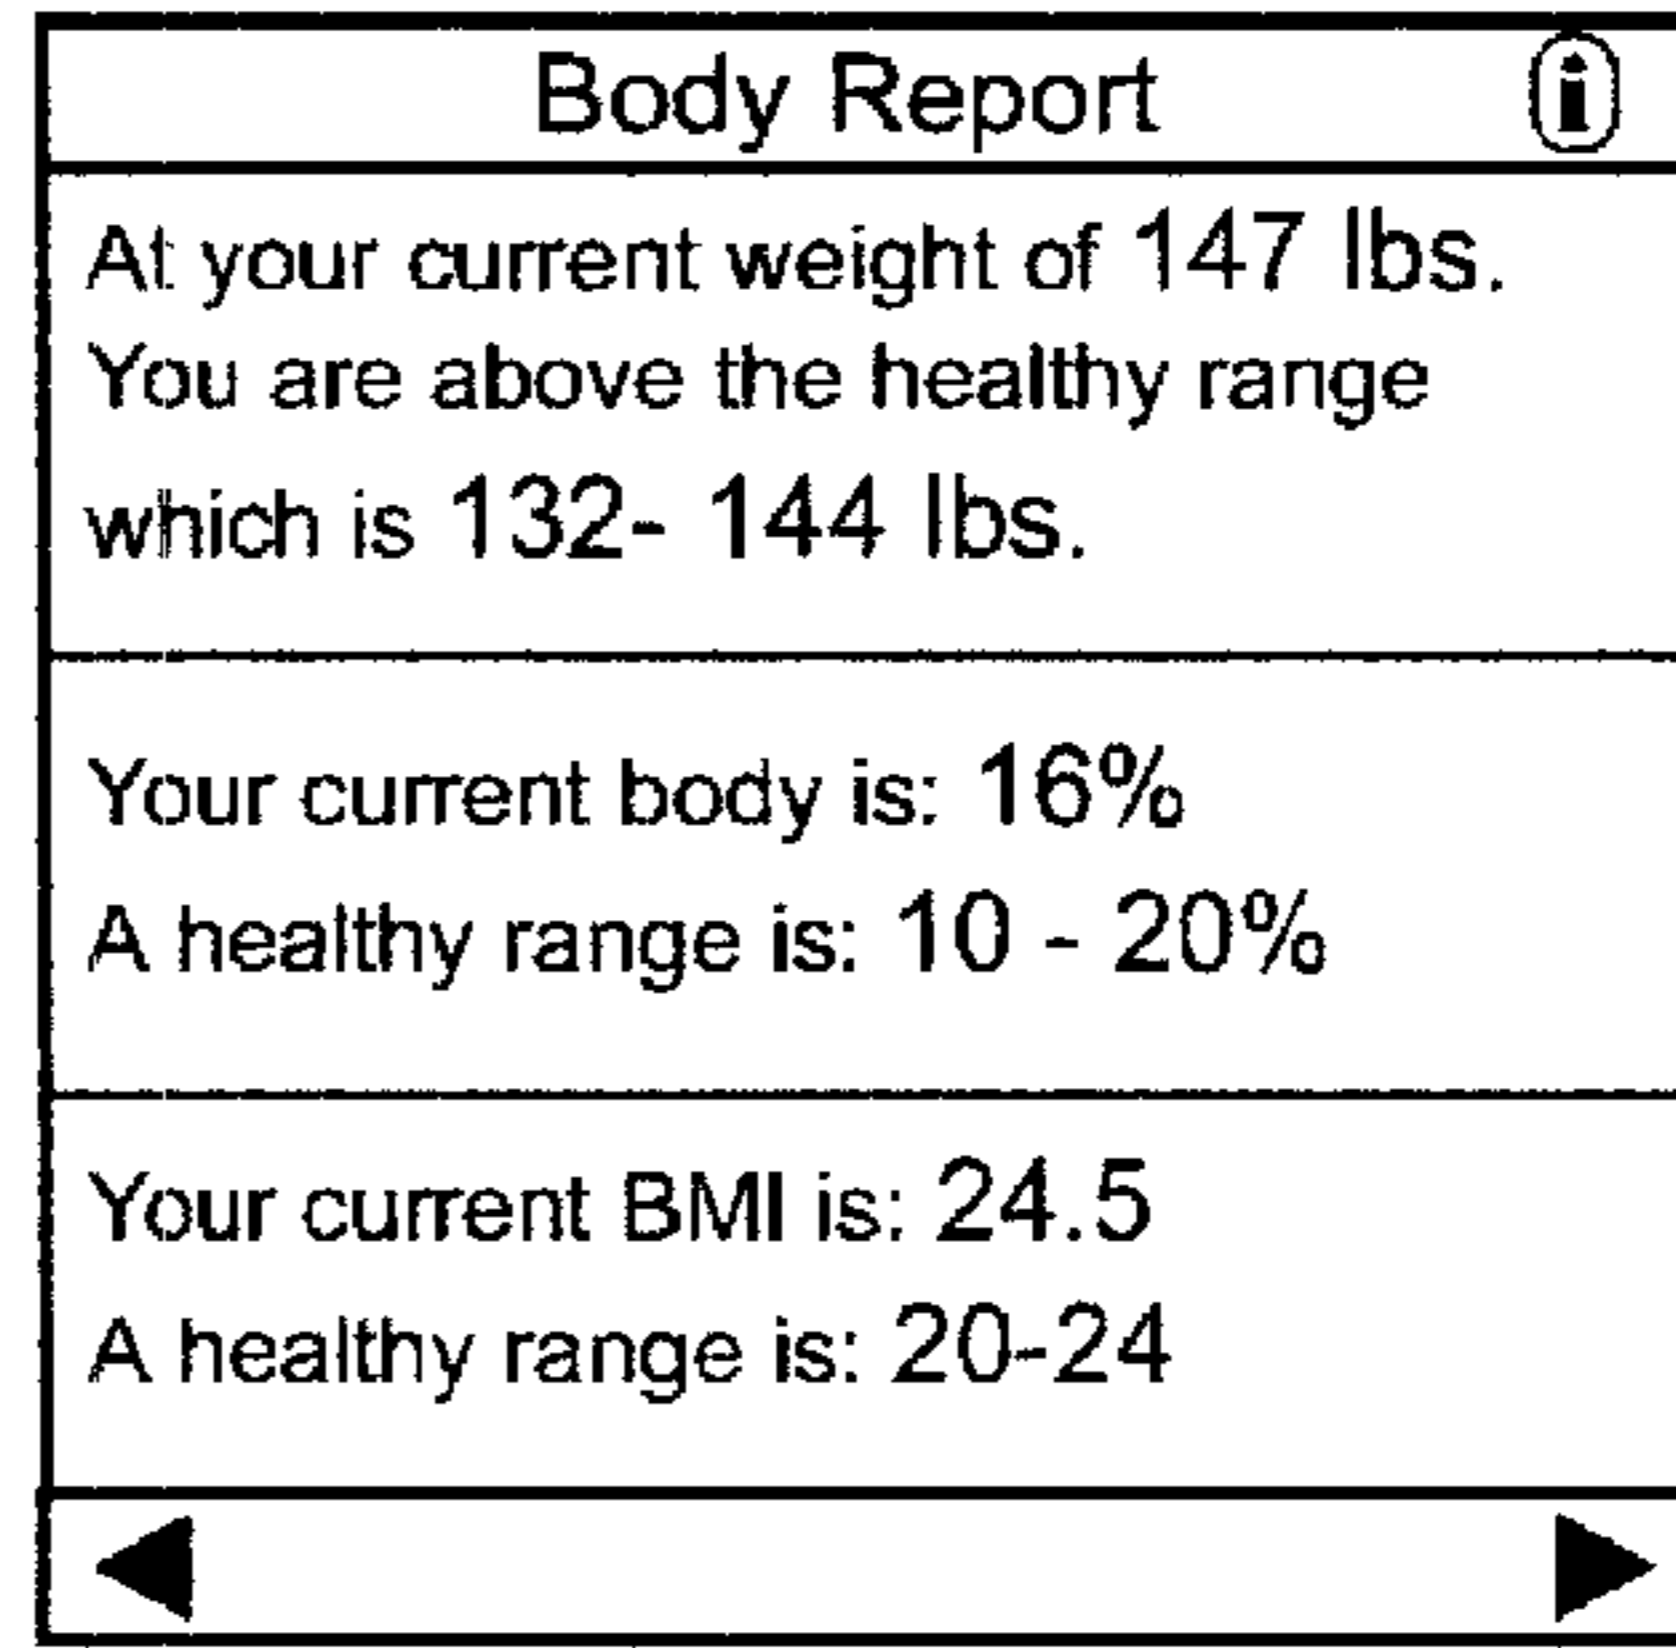 Body Report i
At your current weight of 147 lbs.
You are above the healthy range
which is 132- 144 lbs.
Your current body is: 16%
A healthy range is: 10 - 20%
Your current BMI is: 24.5
A healthy range is: 20-24